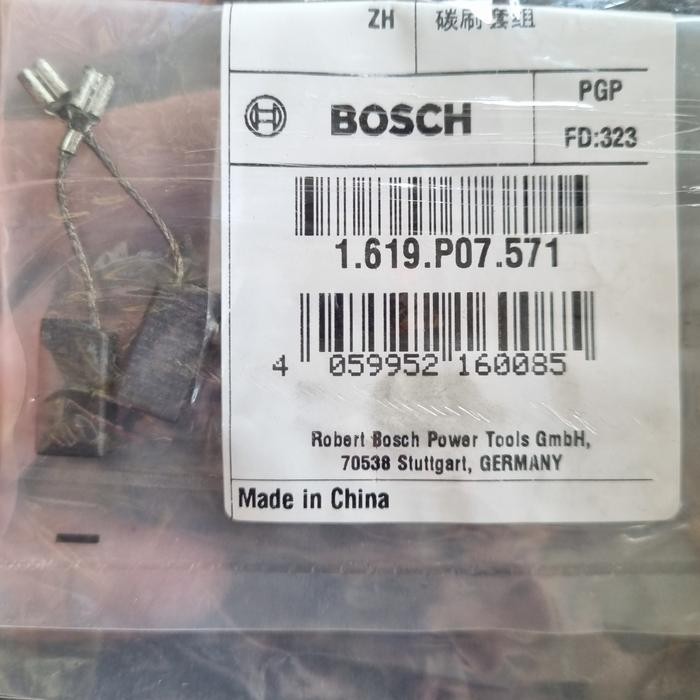 ZH 碳刷 套组
BOSCH
PGP
FD:323
1.619.P07.571
4 059952 160085
Robert Bosch Power Tools GmbH,
70538 Stuttgart, GERMANY
Made in China